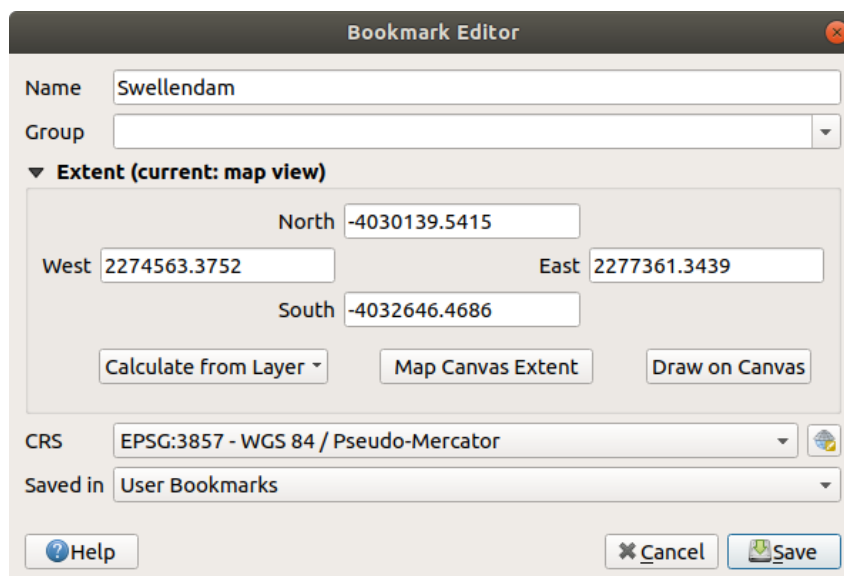 Bookmark Editor
Name Swellendam
Group
Extent (current: map view)
North -4030139.5415
West 2274563.3752 East 2277361.3439
South -4032646.4686
Calculate from Layer Map Canvas Extent Draw on Canvas
CRS EPSG:3857 - WGS 84 / Pseudo-Mercator
Saved in User Bookmarks
Help Cancel Save